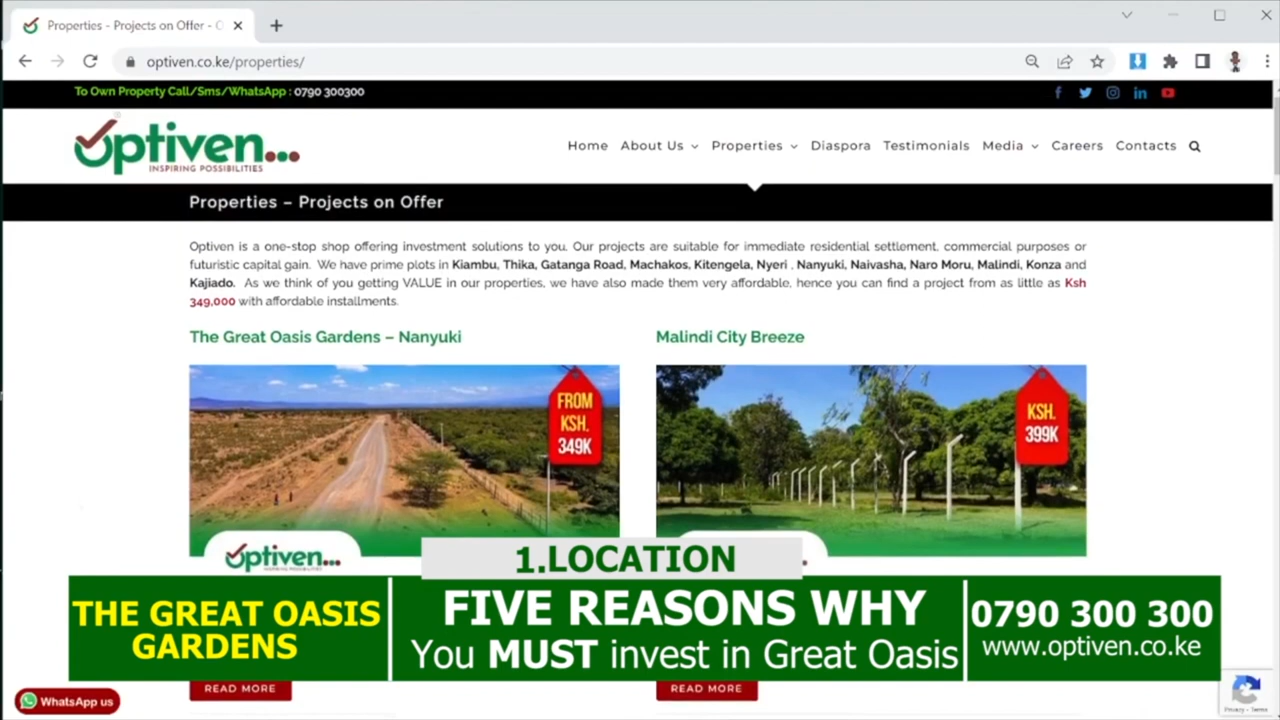 Properties - Projects on Offer - O
optiven.co.ke/properties/
To Own Property Call/Sms/WhatsApp : 0790 300300
Optiven...
INSPIRING POSSIBILITIES
Home About Us Properties Diaspora Testimonials Media Careers Contacts
Properties – Projects on Offer
Optiven is a one-stop shop offering investment solutions to you. Our projects are suitable for immediate residential settlement, commercial purposes or
futuristic capital gain. We have prime plots in Kiambu, Thika, Gatanga Road, Machakos, Kitengela, Nyeri , Nanyuki, Naivasha, Naro Moru, Malindi, Konza and
Kajiado. As we think of you getting VALUE in our properties, we have also made them very affordable, hence you can find a project from as little as Ksh
349,000 with affordable installments.
The Great Oasis Gardens – Nanyuki
Malindi City Breeze
FROM
KSH.
349K
KSH.
399K
Optiven...
INSPIRING POSSIBILITIES
1.LOCATION
THE GREAT OASIS
GARDENS
FIVE REASONS WHY
You MUST invest in Great Oasis
0790 300 300
www.optiven.co.ke
READ MORE
READ MORE
WhatsApp us
Privacy - Terms